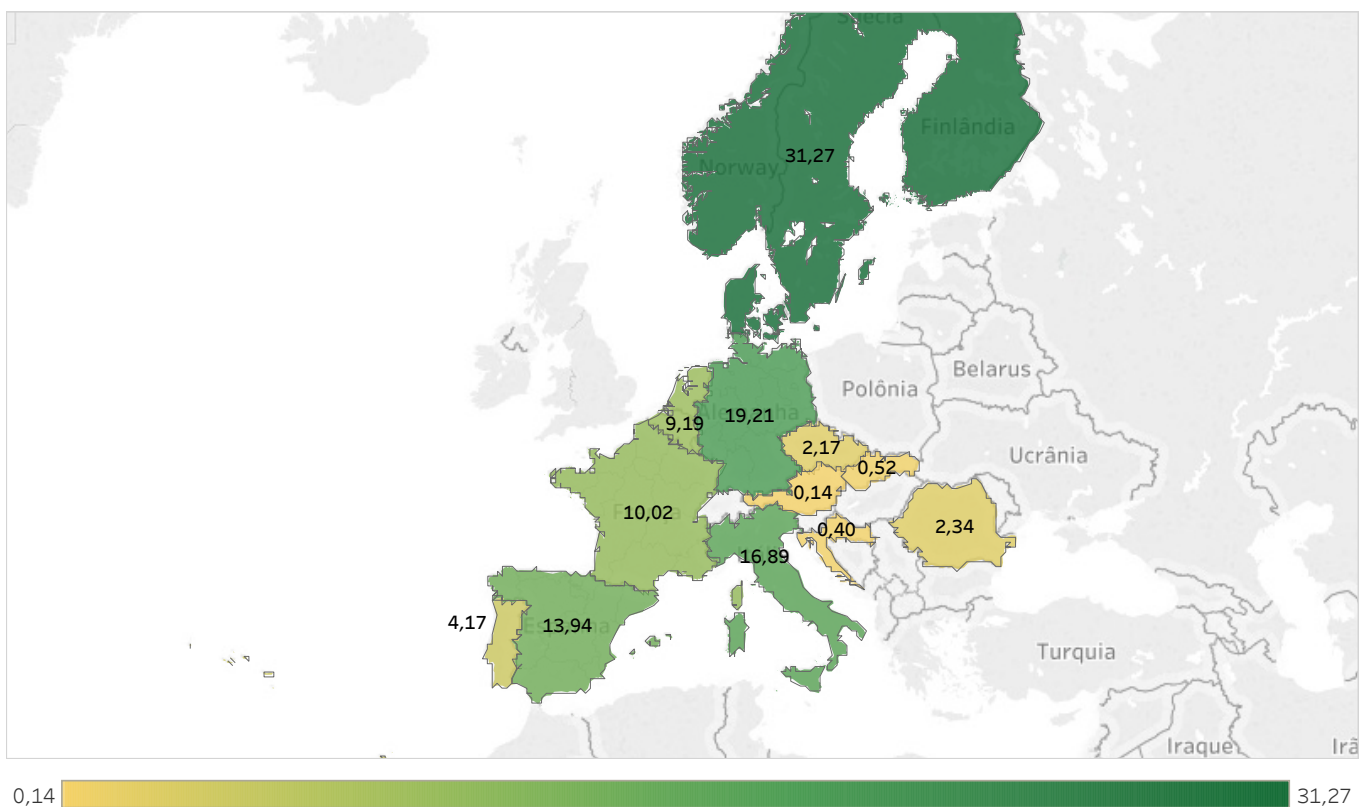 Suécia
Finlândia
31,27
Norway
Belarus
Polônia
19,21
9,19
2,17
Ucrânia
0,52
0,14
10,02
2,34
0,40
16,89
4,17
13,94
Turquia
Iraque
Irã
0,14
31,27